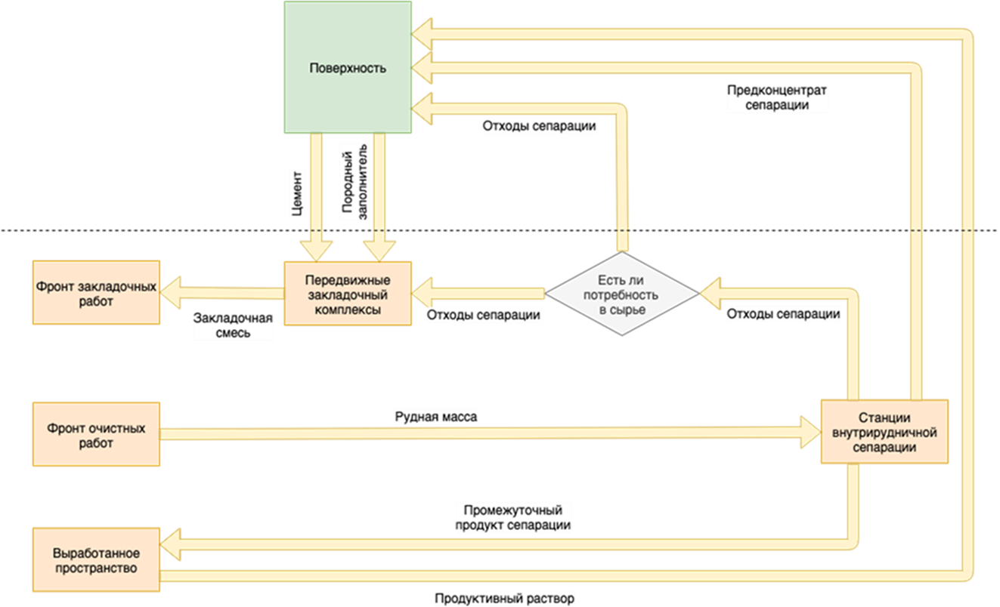 Поверхность
Предконцентрат
сепарации
Отходы сепарации
Цемент
Породный
заполнитель
Фронт закладочных
работ
Закладочная
смесь
Передвижные
закладочный
комплексы
Отходы сепарации
Есть ли
потребность
в сырье
Отходы сепарации
Фронт очистных
работ
Рудная масса
Станции
внутрирудничной
сепарации
Промежуточный
продукт сепарации
Выработанное
пространство
Продуктивный раствор